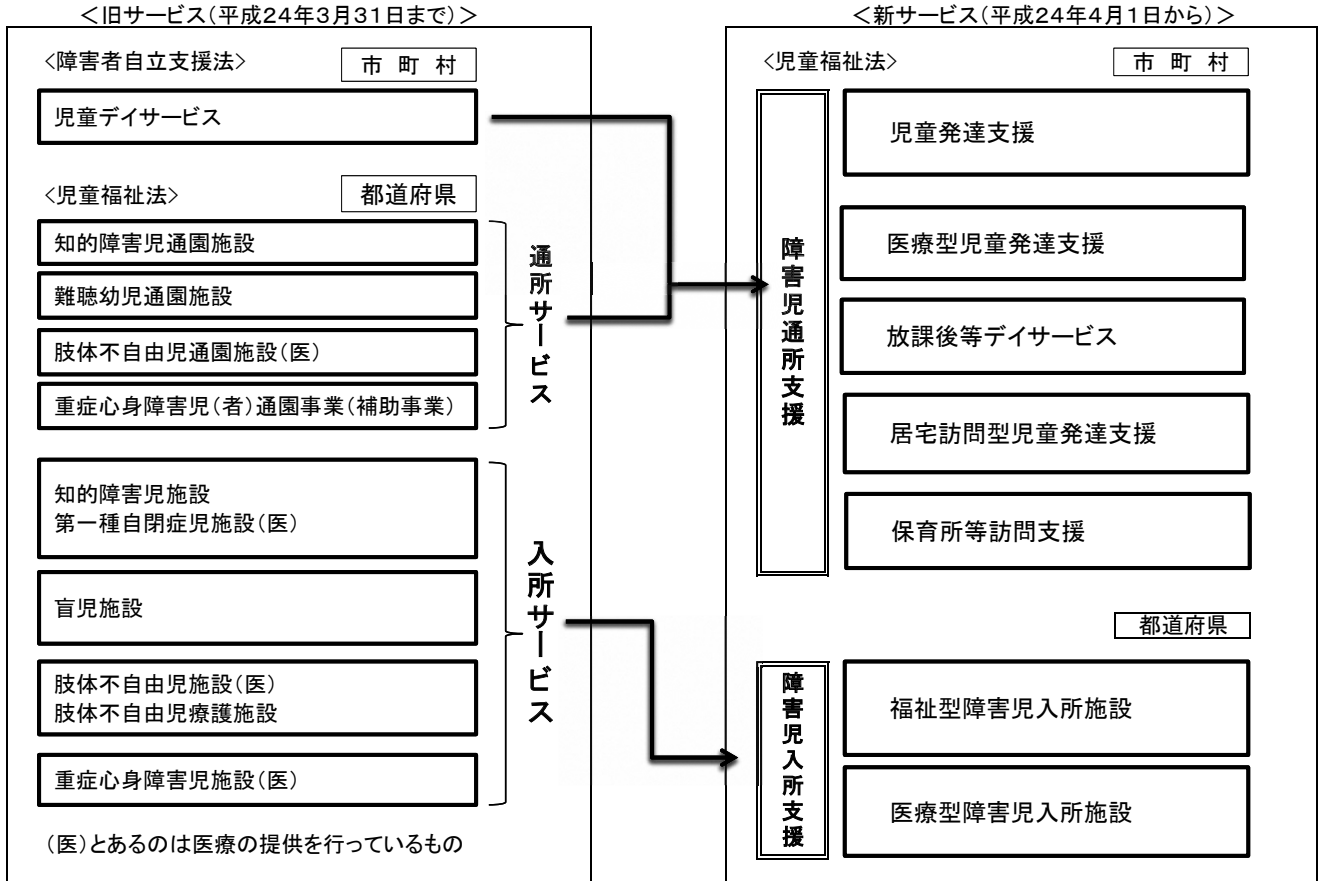 ＜旧サービス(平成24年3月31日まで)＞
<障害者自立支援法>
市 町 村
児童デイサービス
<児童福祉法>
都道府県
知的障害児通園施設
難聴幼児通園施設
肢体不自由児通園施設(医)
重症心身障害児(者)通園事業(補助事業)
通所サービス
知的障害児施設
第一種自閉症児施設(医)
盲児施設
肢体不自由児施設(医)
肢体不自由児療護施設
重症心身障害児施設(医)
入所サービス
(医)とあるのは医療の提供を行っているもの
＜新サービス(平成24年4月1日から)＞
<児童福祉法>
市 町 村
障害児通所支援
児童発達支援
医療型児童発達支援
放課後等デイサービス
居宅訪問型児童発達支援
保育所等訪問支援
都道府県
障害児入所支援
福祉型障害児入所施設
医療型障害児入所施設